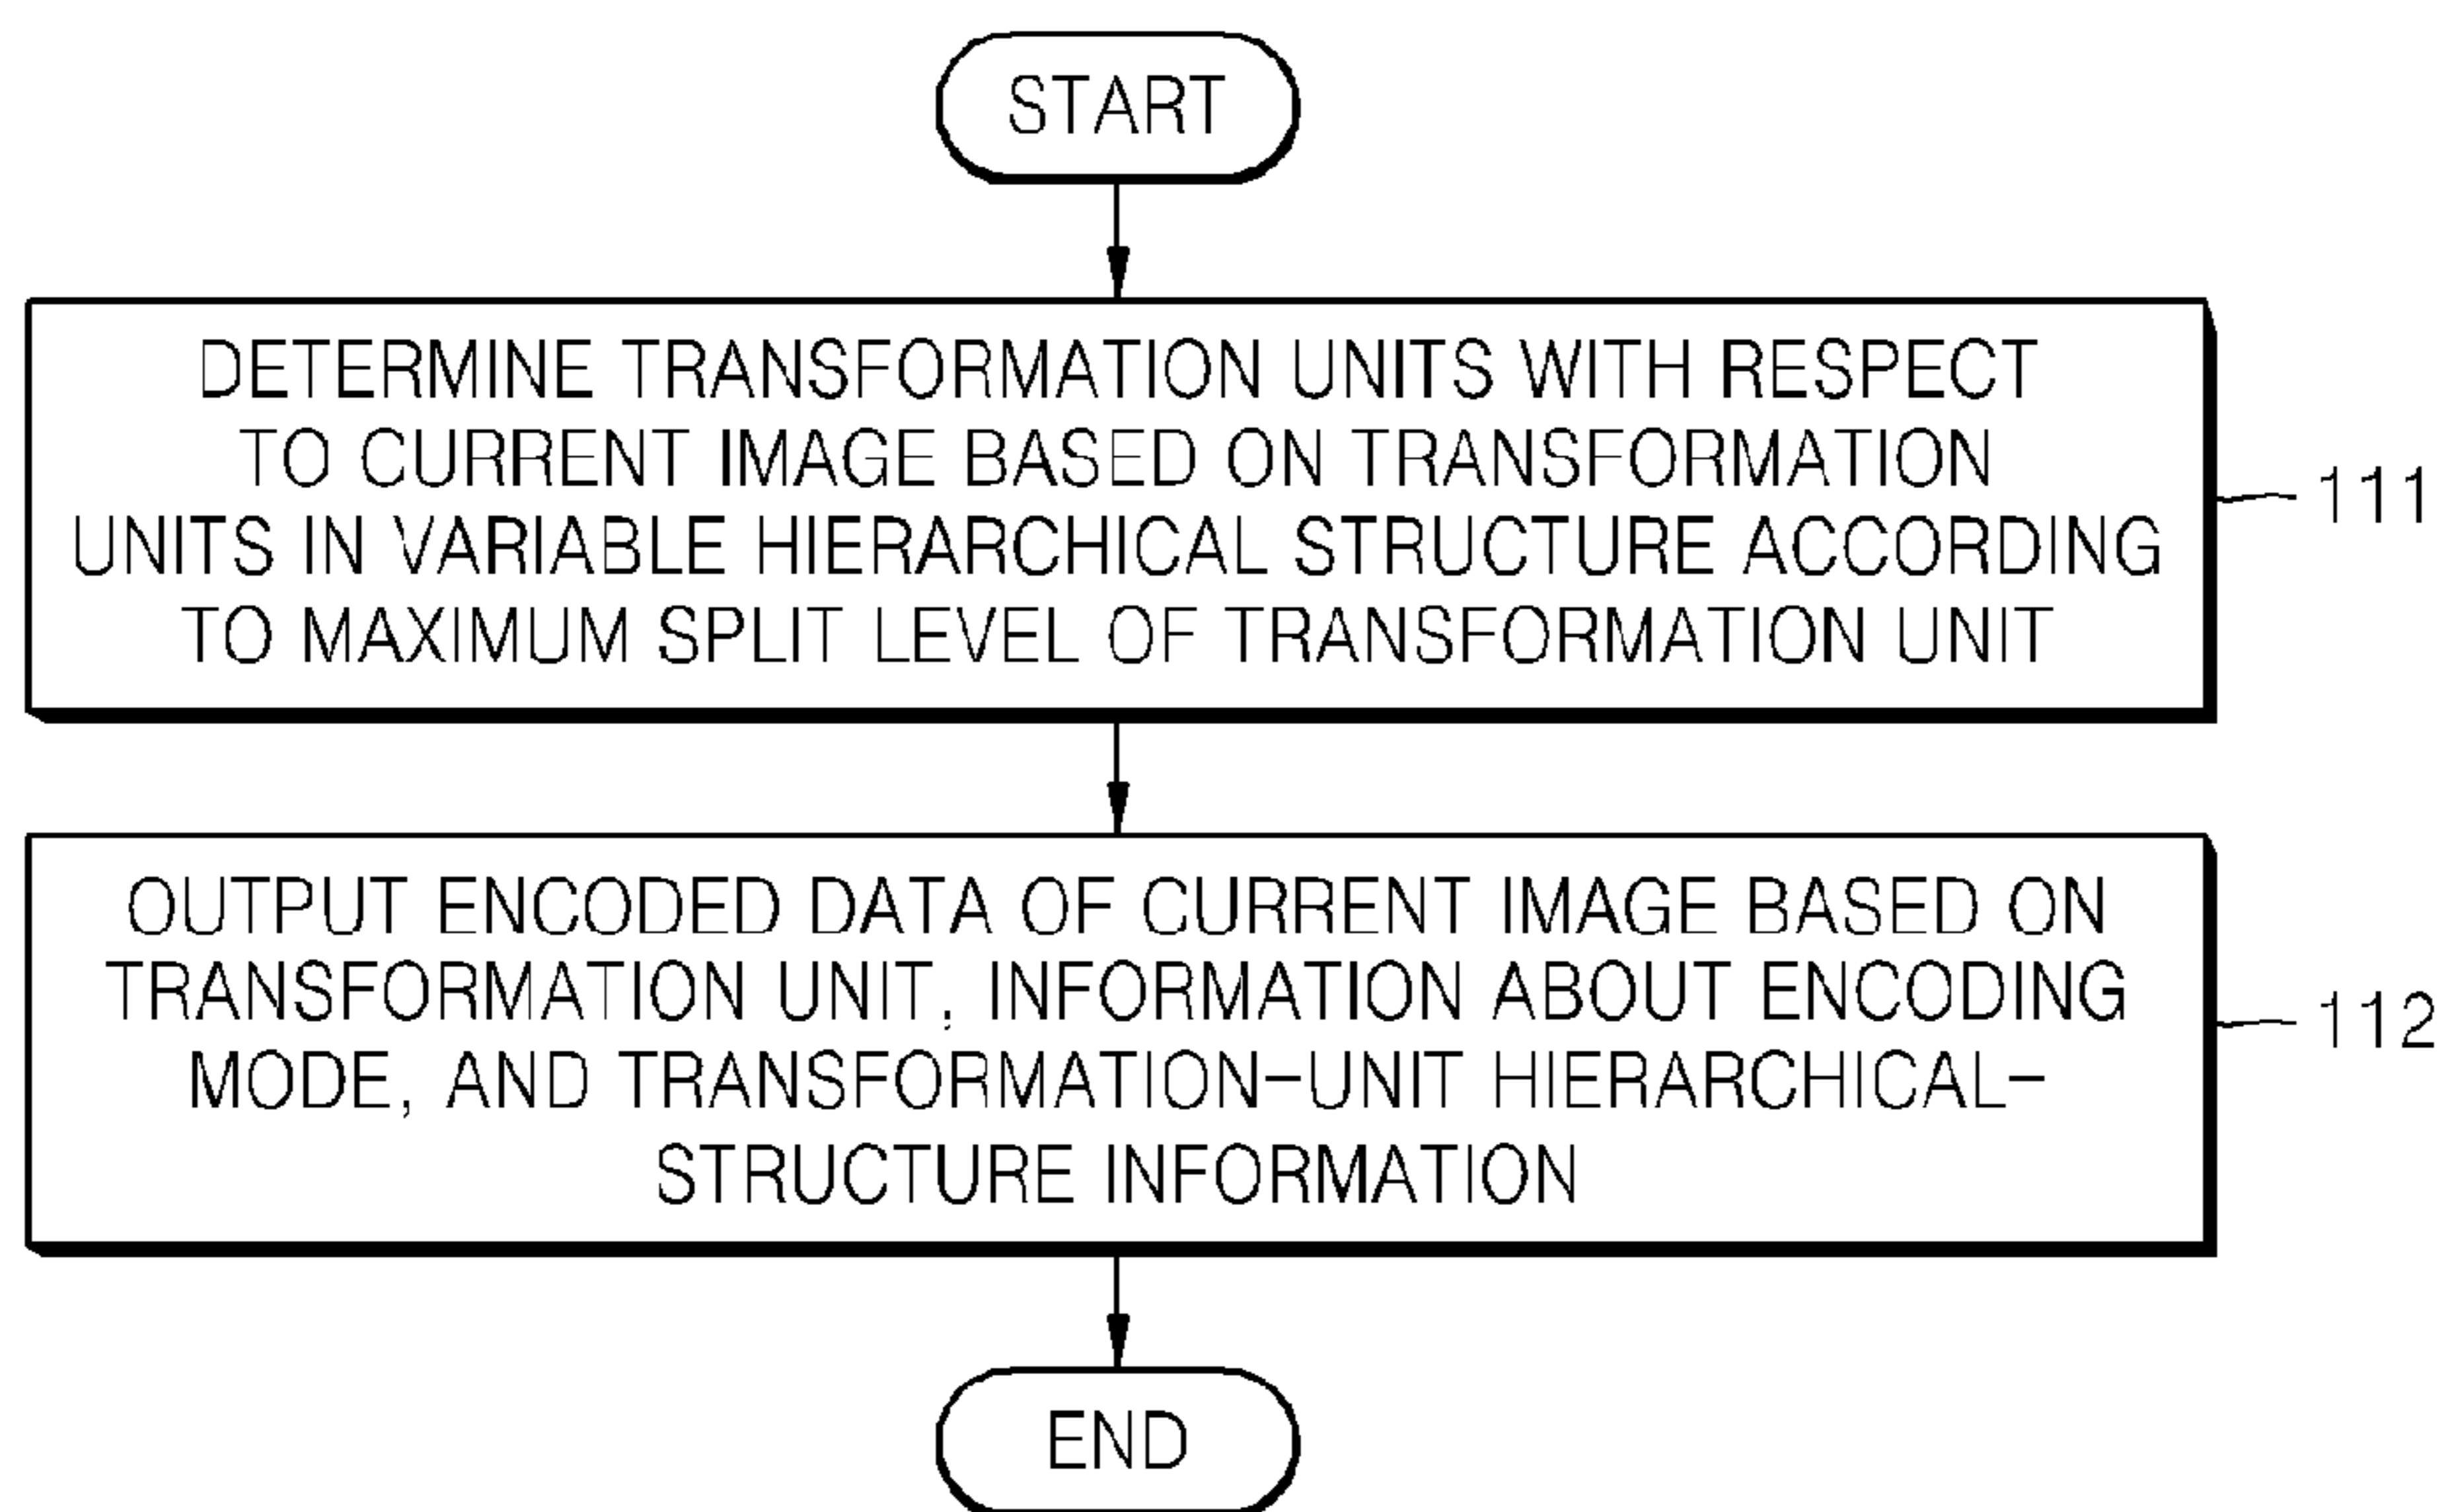 START
DETERMINE TRANSFORMATION UNITS WITH RESPECT
TO CURRENT IMAGE BASED ON TRANSFORMATION
UNITS IN VARIABLE HIERARCHICAL STRUCTURE ACCORDING
TO MAXIMUM SPLIT LEVEL OF TRANSFORMATION UNIT
111
OUTPUT ENCODED DATA OF CURRENT IMAGE BASED ON
TRANSFORMATION UNIT, INFORMATION ABOUT ENCODING
MODE, AND TRANSFORMATION-UNIT HIERARCHICAL-
STRUCTURE INFORMATION
112
END